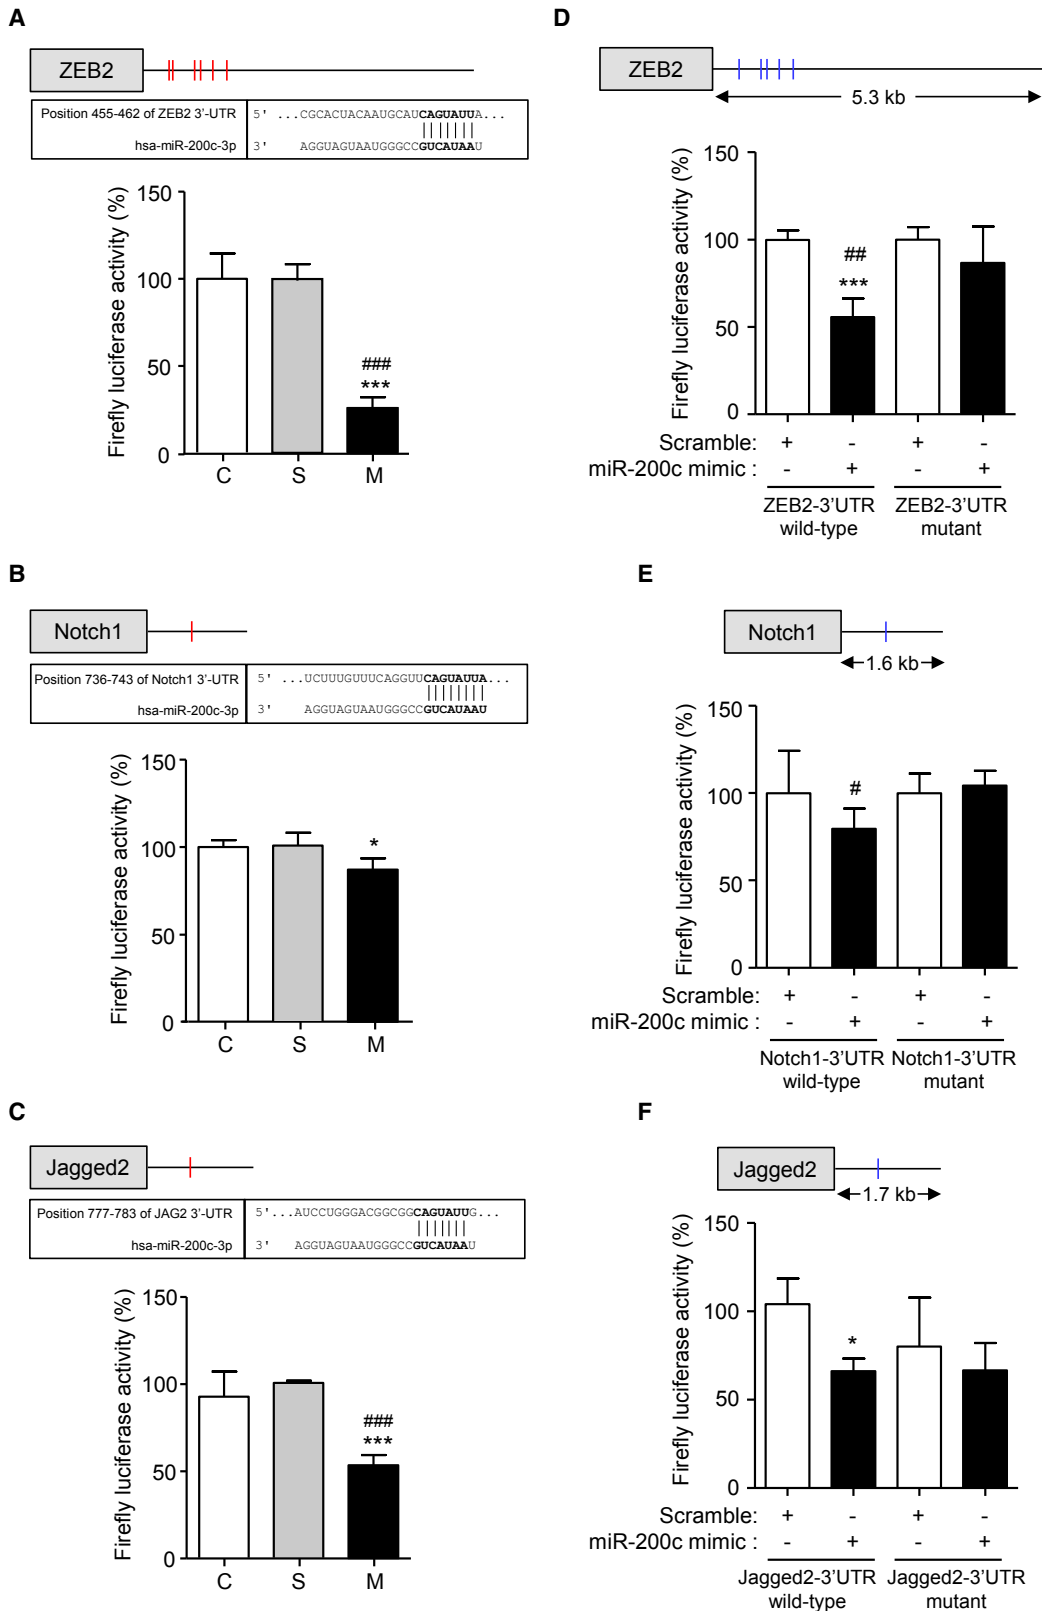 A
ZEB2
Position 455-462 of ZEB2 3'-UTR 5' ...CGCACUACAAUGCAUCAGUAUUA...
hsa-miR-200c-3p 3' AGGUAGUAAUGGGCCGUCAUAAU
Firefly luciferase activity (%)
150
100
50
0
###
***
C S M
D
ZEB2
5.3 kb
Firefly luciferase activity (%)
150
100
50
0
##
***
Scramble: + - + -
miR-200c mimic : - + - +
ZEB2-3'UTR ZEB2-3'UTR
wild-type mutant
B
Notch1
Position 736-743 of Notch1 3'-UTR 5' ...UCUUUGUUUCAGGUUCAGUAUUA...
hsa-miR-200c-3p 3' AGGUAGUAAUGGGCCGUCAUAAU
Firefly luciferase activity (%)
150
100
50
0
*
C S M
E
Notch1
1.6 kb
Firefly luciferase activity (%)
150
100
50
0
#
Scramble: + - + -
miR-200c mimic : - + - +
Notch1-3'UTR Notch1-3'UTR
wild-type mutant
C
Jagged2
Position 777-783 of JAG2 3'-UTR 5'...AUCCUGGGACGGCGGCAGUAUUG...
hsa-miR-200c-3p 3' AGGUAGUAAUGGGCCGUCAUAAU
Firefly luciferase activity (%)
150
100
50
0
###
***
C S M
F
Jagged2
1.7 kb
Firefly luciferase activity (%)
150
100
50
0
*
Scramble: + - + -
miR-200c mimic : - + - +
Jagged2-3'UTR Jagged2-3'UTR
wild-type mutant